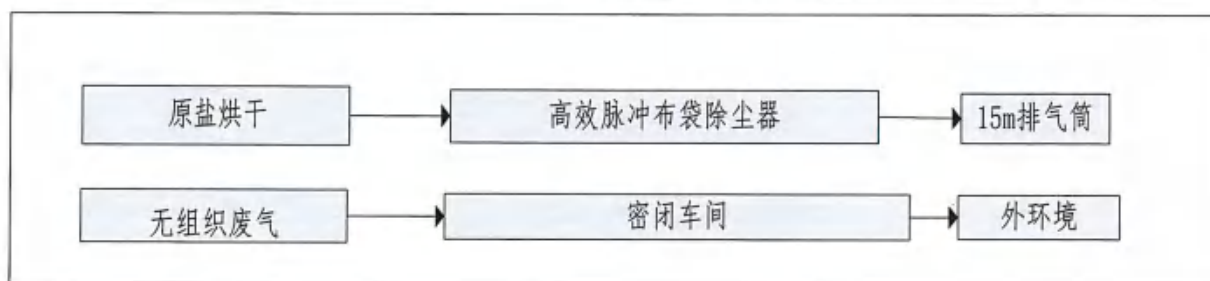 原盐烘干
高效脉冲布袋除尘器
15m排气筒
无组织废气
密闭车间
外环境